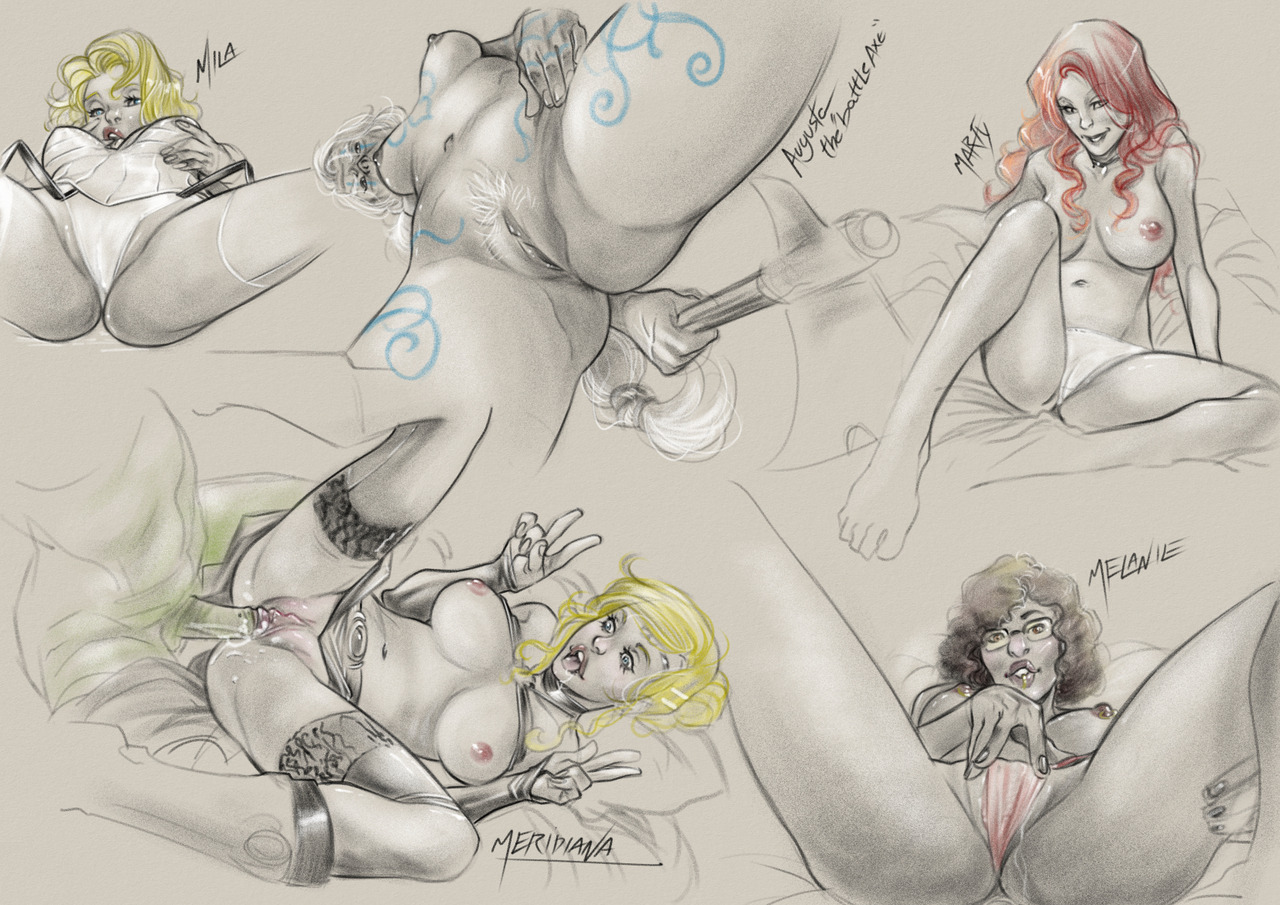 MILA
Auguste
the "battle Axe"
MARTY
MERIDIANA
MELANIE